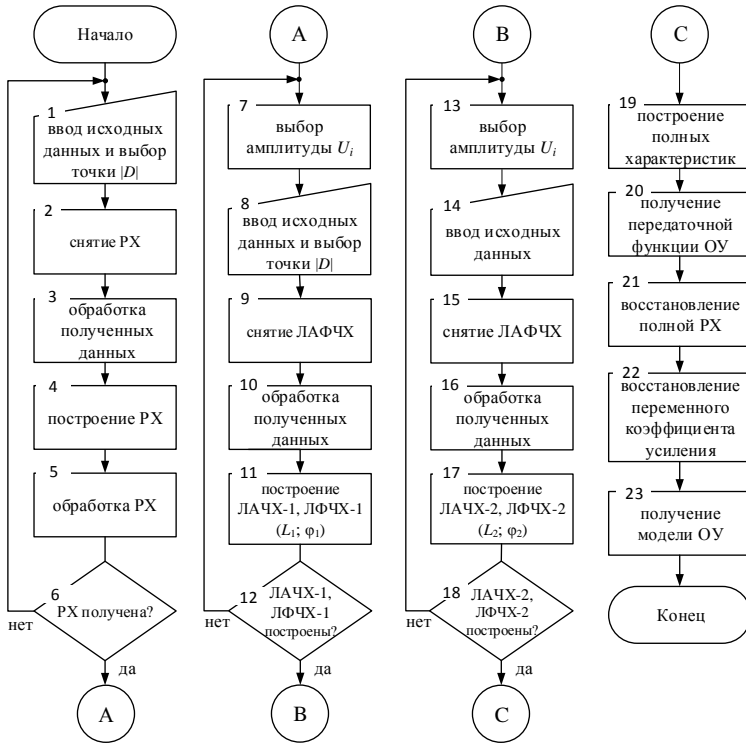 Начало
1
ввод исходных
данных и выбор
точки |D|
2
снятие РХ
3
обработка
полученных
данных
4
построение РХ
5
обработка РХ
6
РХ получена?
нет
да
A
A
7
выбор
амплитуды Ui
8
ввод исходных
данных и выбор
точки |D|
9
снятие ЛАФЧХ
10
обработка
полученных
данных
11
построение
ЛАЧХ-1, ЛФЧХ-1
(L1; φ1)
12
ЛАЧХ-1,
ЛФЧХ-1
построены?
нет
да
B
B
13
выбор
амплитуды Ui
14
ввод исходных
данных
15
снятие ЛАФЧХ
16
обработка
полученных
данных
17
построение
ЛАЧХ-2, ЛФЧХ-2
(L2; φ2)
18
ЛАЧХ-2,
ЛФЧХ-2
построены?
нет
да
C
C
19
построение
полных
характеристик
20
получение
передаточной
функции ОУ
21
восстановление
полной РХ
22
восстановление
переменного
коэффициента
усиления
23
получение
модели ОУ
Конец